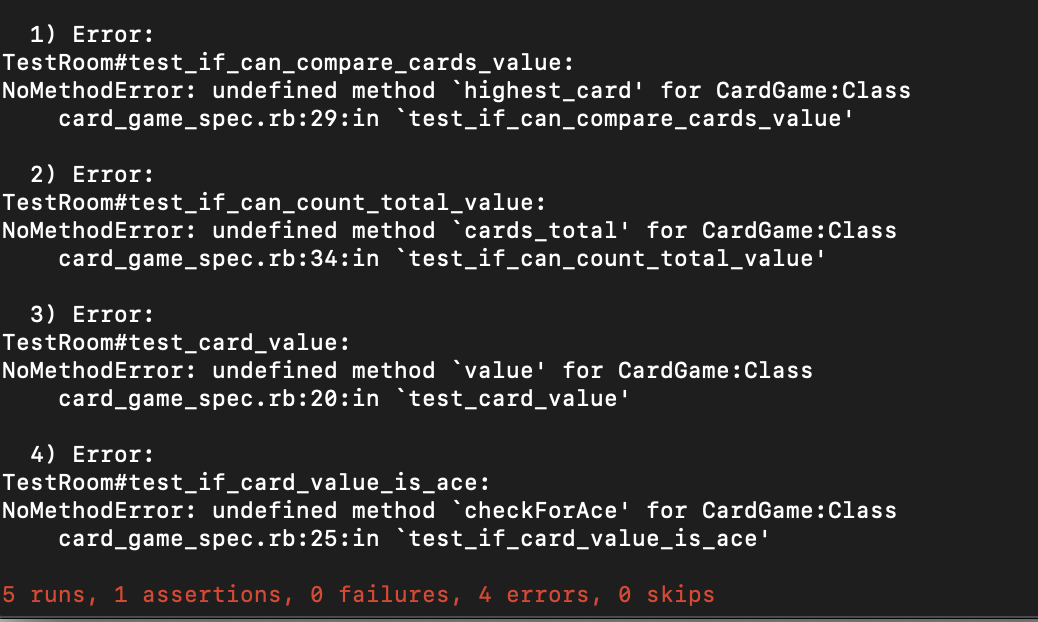 1) Error:
TestRoom#test_if_can_compare_cards_value:
NoMethodError: undefined method `highest_card' for CardGame:Class
card_game_spec.rb:29:in `test_if_can_compare_cards_value'
2) Error:
TestRoom#test_if_can_count_total_value:
NoMethodError: undefined method `cards_total' for CardGame:Class
card_game_spec.rb:34:in `test_if_can_count_total_value'
3) Error:
TestRoom#test_card_value:
NoMethodError: undefined method `value' for CardGame:Class
card_game_spec.rb:20:in `test_card_value'
4) Error:
TestRoom#test_if_card_value_is_ace:
NoMethodError: undefined method `checkForAce' for CardGame:Class
card_game_spec.rb:25:in `test_if_card_value_is_ace'
5 runs, 1 assertions, 0 failures, 4 errors, 0 skips